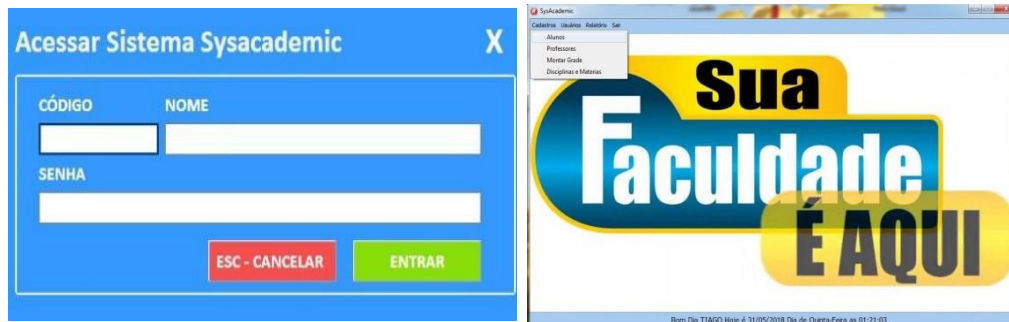 Acessar Sistema Sysacademic X
CÓDIGO NOME
SENHA
ESC - CANCELAR ENTRAR
SysAcademic
Cadastros Usuários Relatório Sair
Alunos
Professores
Montar Grade
Disciplinas e Materias
Sua
Faculdade
É AQUI
Bom Dia TIAGO Hoje é 31/05/2018 Dia de Quinta-Feira as 01:21:03